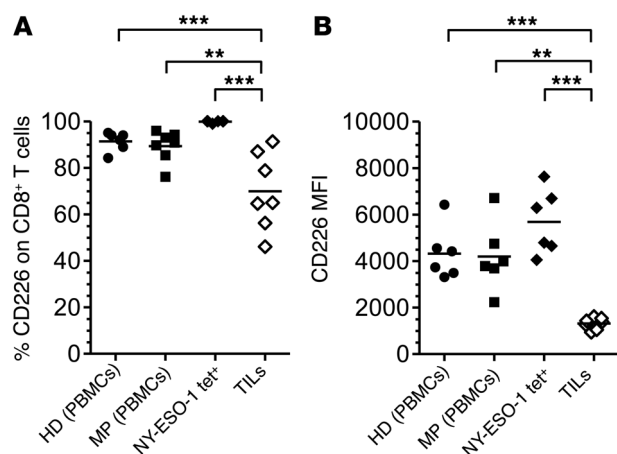 A
***
**
***
% CD226 on CD8⁺ T cells
100
80
60
40
20
0
HD (PBMCs)
MP (PBMCs)
NY-ESO-1 tet⁺
TILs
B
***
**
***
CD226 MFI
10000
8000
6000
4000
2000
0
HD (PBMCs)
MP (PBMCs)
NY-ESO-1 tet⁺
TILs